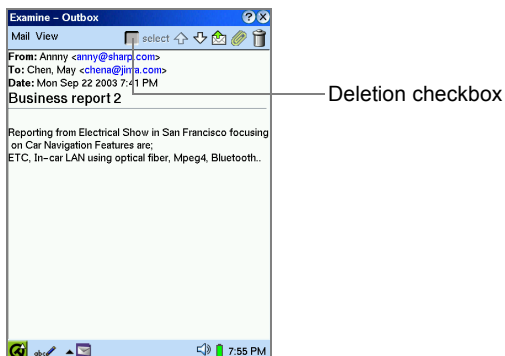 Examine – Outbox
Mail View select
From: Annny <anny@sharp.com>
To: Chen, May <chena@jinra.com>
Date: Mon Sep 22 2003 7:41 PM
Business report 2
Deletion checkbox
Reporting from Electrical Show in San Francisco focusing
on Car Navigation Features are;
ETC, In-car LAN using optical fiber, Mpeg4, Bluetooth..
abc 7:55 PM